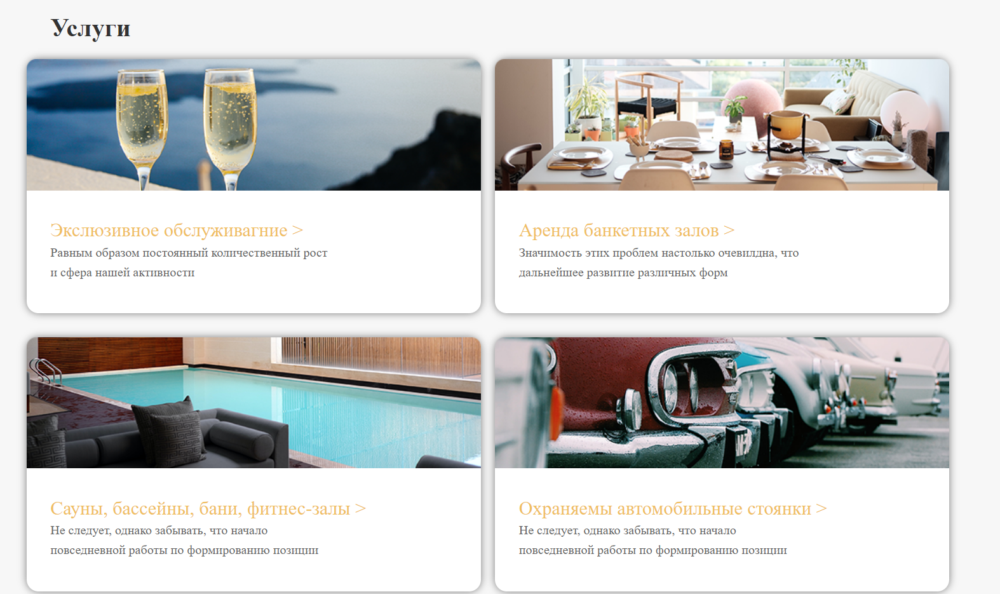 Услуги
Экслюзивное обслуживагние >
Равным образом постоянный количественный рост
и сфера нашей активности
Аренда банкетных залов >
Значимость этих проблем настолько очевилдна, что
дальнейшее развитие различных форм
Сауны, бассейны, бани, фитнес-залы >
Не следует, однако забывать, что начало
повседневной работы по формированию позиции
Охраняемы автомобильные стоянки >
Не следует, однако забывать, что начало
повседневной работы по формированию позиции